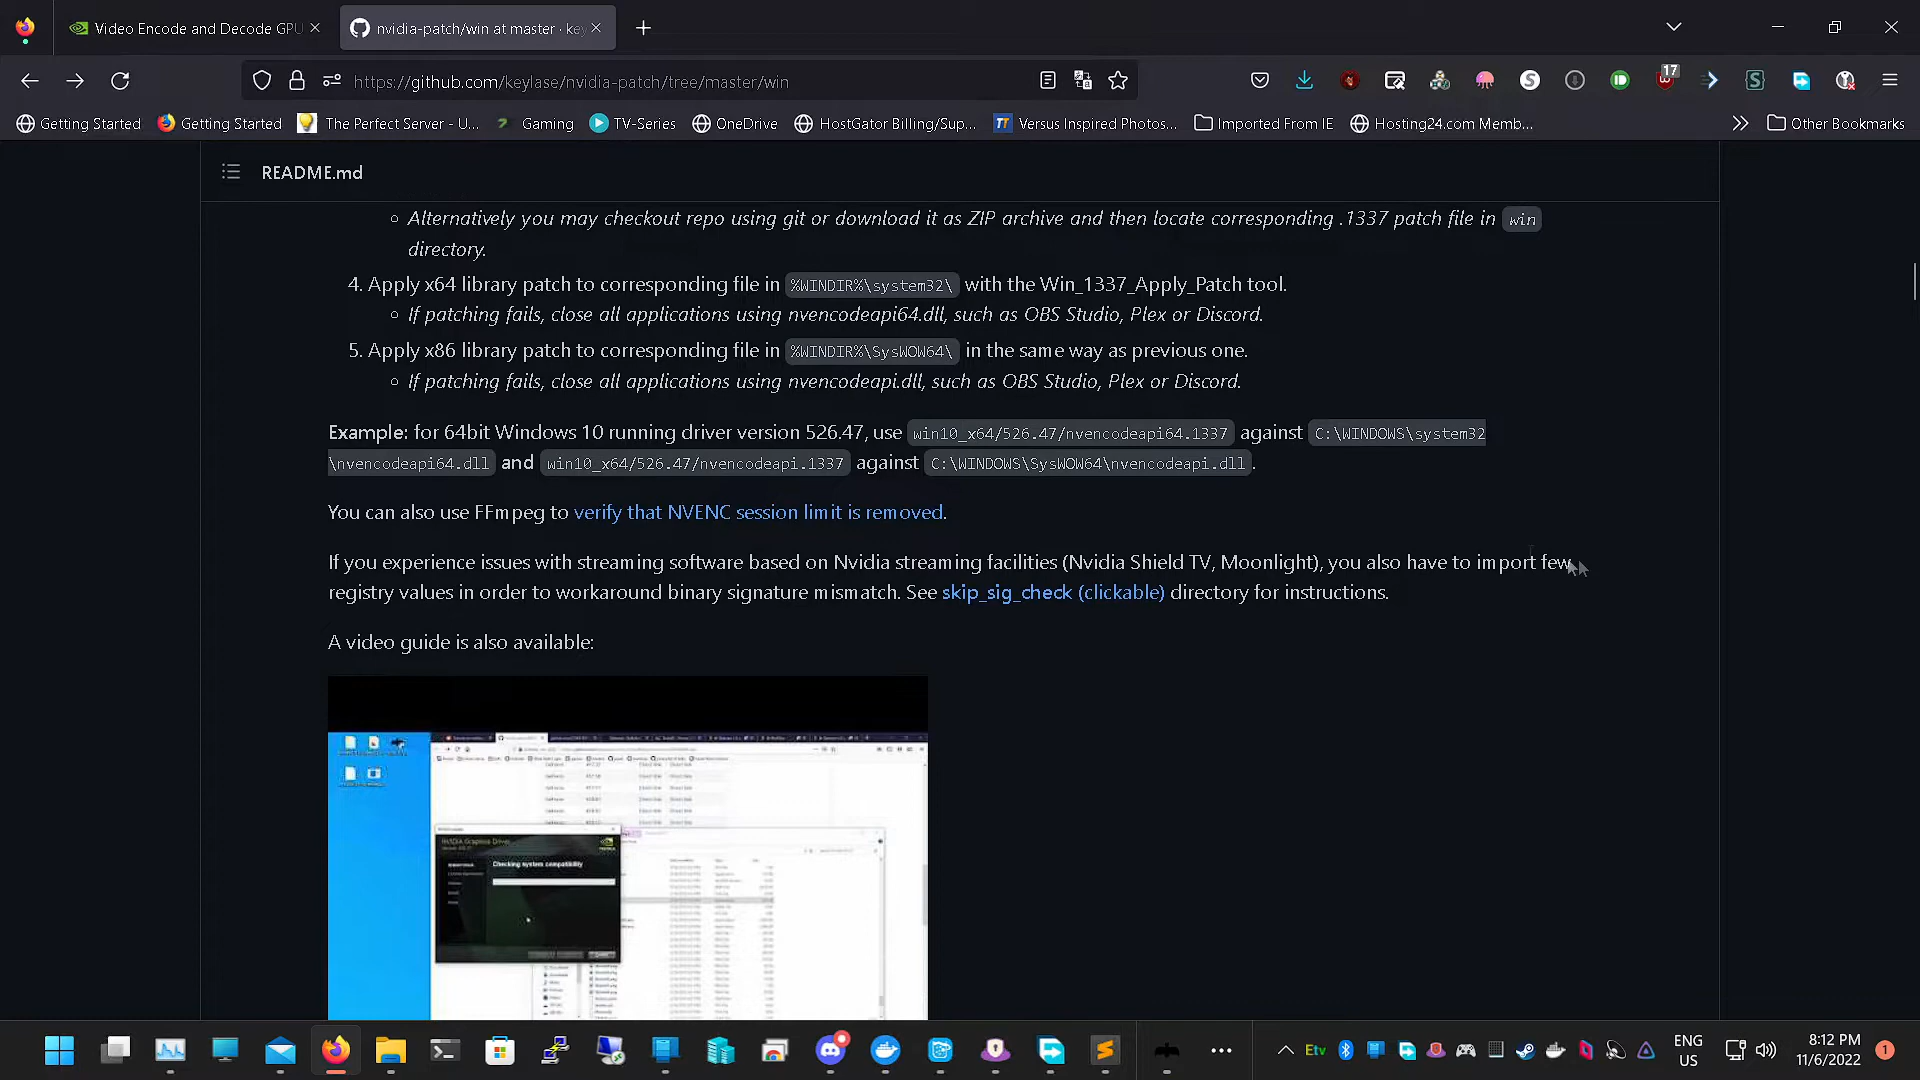 Video Encode and Decode GPU
nvidia-patch/win at master · key
https://github.com/keylase/nvidia-patch/tree/master/win
17
Getting Started
Getting Started
The Perfect Server - U...
Gaming
TV-Series
OneDrive
HostGator Billing/Sup...
Versus Inspired Photos...
Imported From IE
Hosting24.com Memb...
Other Bookmarks
README.md
Alternatively you may checkout repo using git or download it as ZIP archive and then locate corresponding .1337 patch file in win
directory.
4. Apply x64 library patch to corresponding file in %WINDIR%\system32\ with the Win_1337_Apply_Patch tool.
If patching fails, close all applications using nvencodeapi64.dll, such as OBS Studio, Plex or Discord.
5. Apply x86 library patch to corresponding file in %WINDIR%\SysWOW64\ in the same way as previous one.
If patching fails, close all applications using nvencodeapi.dll, such as OBS Studio, Plex or Discord.
Example: for 64bit Windows 10 running driver version 526.47, use win10_x64/526.47/nvencodeapi64.1337 against C:\WINDOWS\system32
\nvencodeapi64.dll and win10_x64/526.47/nvencodeapi.1337 against C:\WINDOWS\SysWOW64\nvencodeapi.dll.
You can also use FFmpeg to verify that NVENC session limit is removed.
If you experience issues with streaming software based on Nvidia streaming facilities (Nvidia Shield TV, Moonlight), you also have to import few
registry values in order to workaround binary signature mismatch. See skip_sig_check (clickable) directory for instructions.
A video guide is also available:
NVIDIA Graphics Driver
Checking system compatibility
Etv
ENG
US
8:12 PM
11/6/2022
1